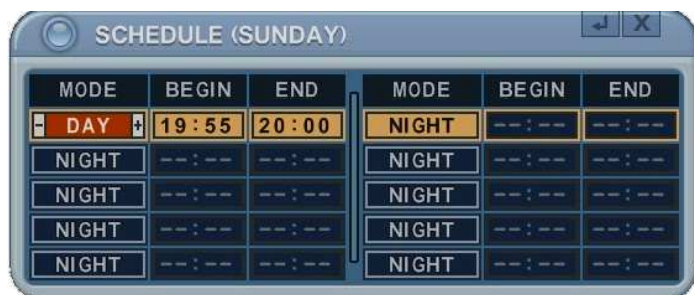 SCHEDULE (SUNDAY)
X
MODE BEGIN END MODE BEGIN END
- DAY + 19:55 20:00 NIGHT --:-- --:--
NIGHT --:-- --:-- NIGHT --:-- --:--
NIGHT --:-- --:-- NIGHT --:-- --:--
NIGHT --:-- --:-- NIGHT --:-- --:--
NIGHT --:-- --:-- NIGHT --:-- --:--